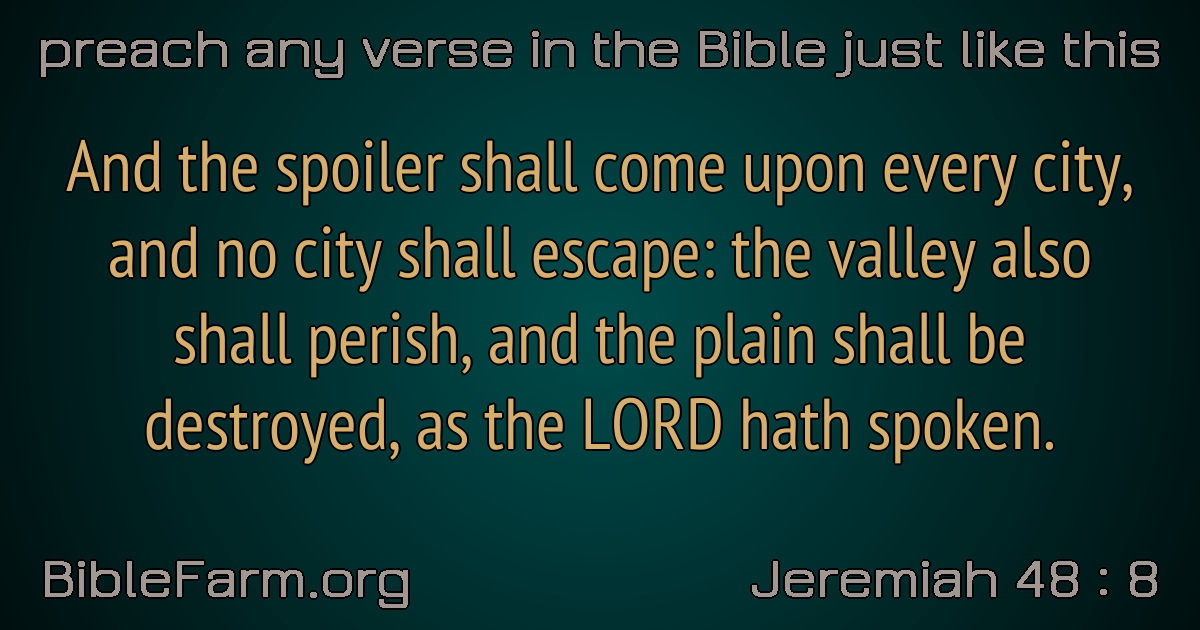 preach any verse in the Bible just like this
And the spoiler shall come upon every city,
and no city shall escape: the valley also
shall perish, and the plain shall be
destroyed, as the LORD hath spoken.
BibleFarm.org
Jeremiah 48 : 8